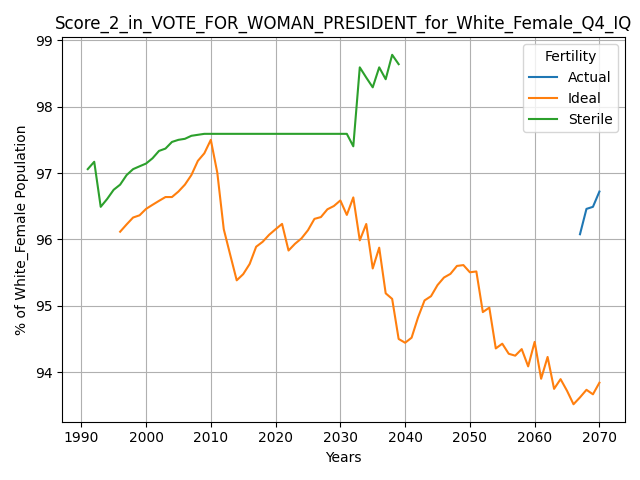 Score_2_in_VOTE_FOR_WOMAN_PRESIDENT_for_White_Female_Q4_IQ
Fertility
Actual
Ideal
Sterile
% of White_Female Population
99
98
97
96
95
94
1990
2000
2010
2020
2030
2040
2050
2060
2070
Years